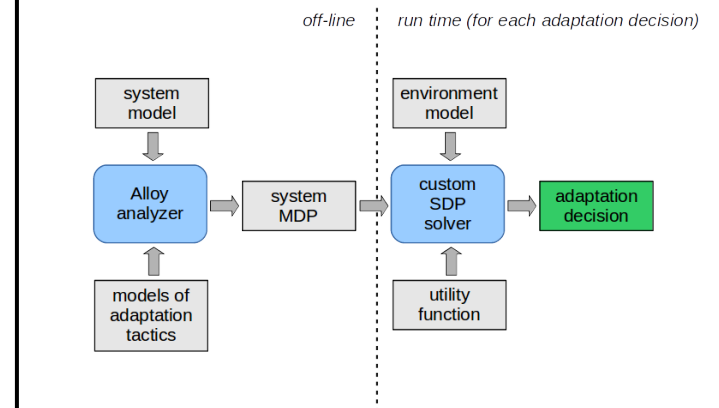 off-line
run time (for each adaptation decision)
system
model
environment
model
Alloy
analyzer
system
MDP
custom
SDP
solver
adaptation
decision
models of
adaptation
tactics
utility
function